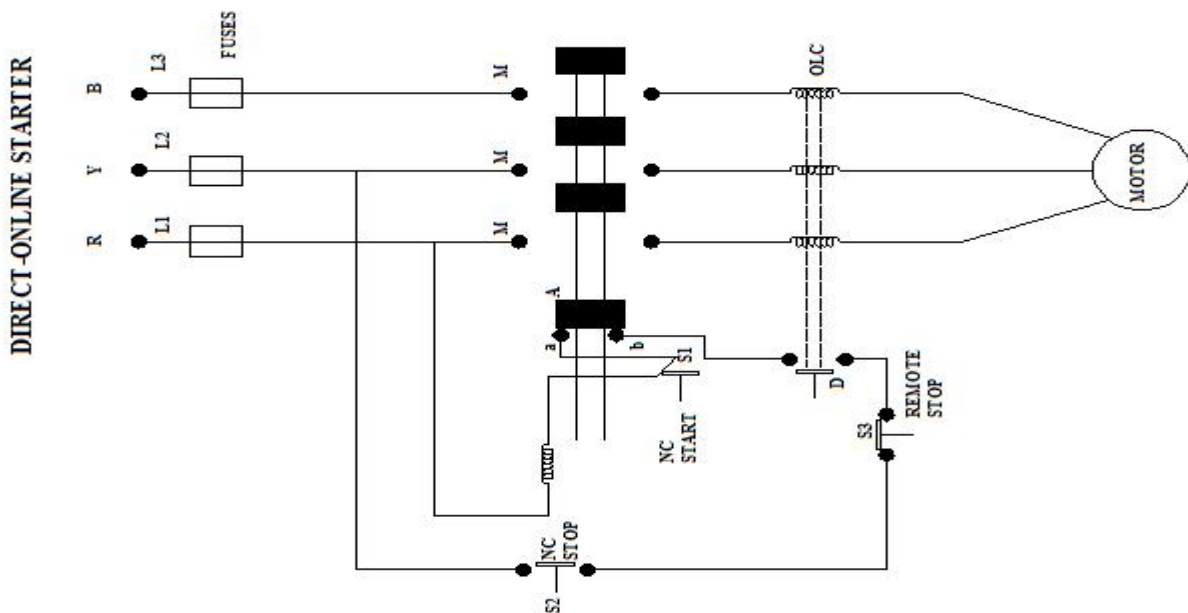 DIRECT-ONLINE STARTER
R
Y
B
L1
L2
L3
FUSES
M
M
M
A
a
b
S1
NC
START
OLC
D
S2
NC
STOP
S3
REMOTE
STOP
MOTOR